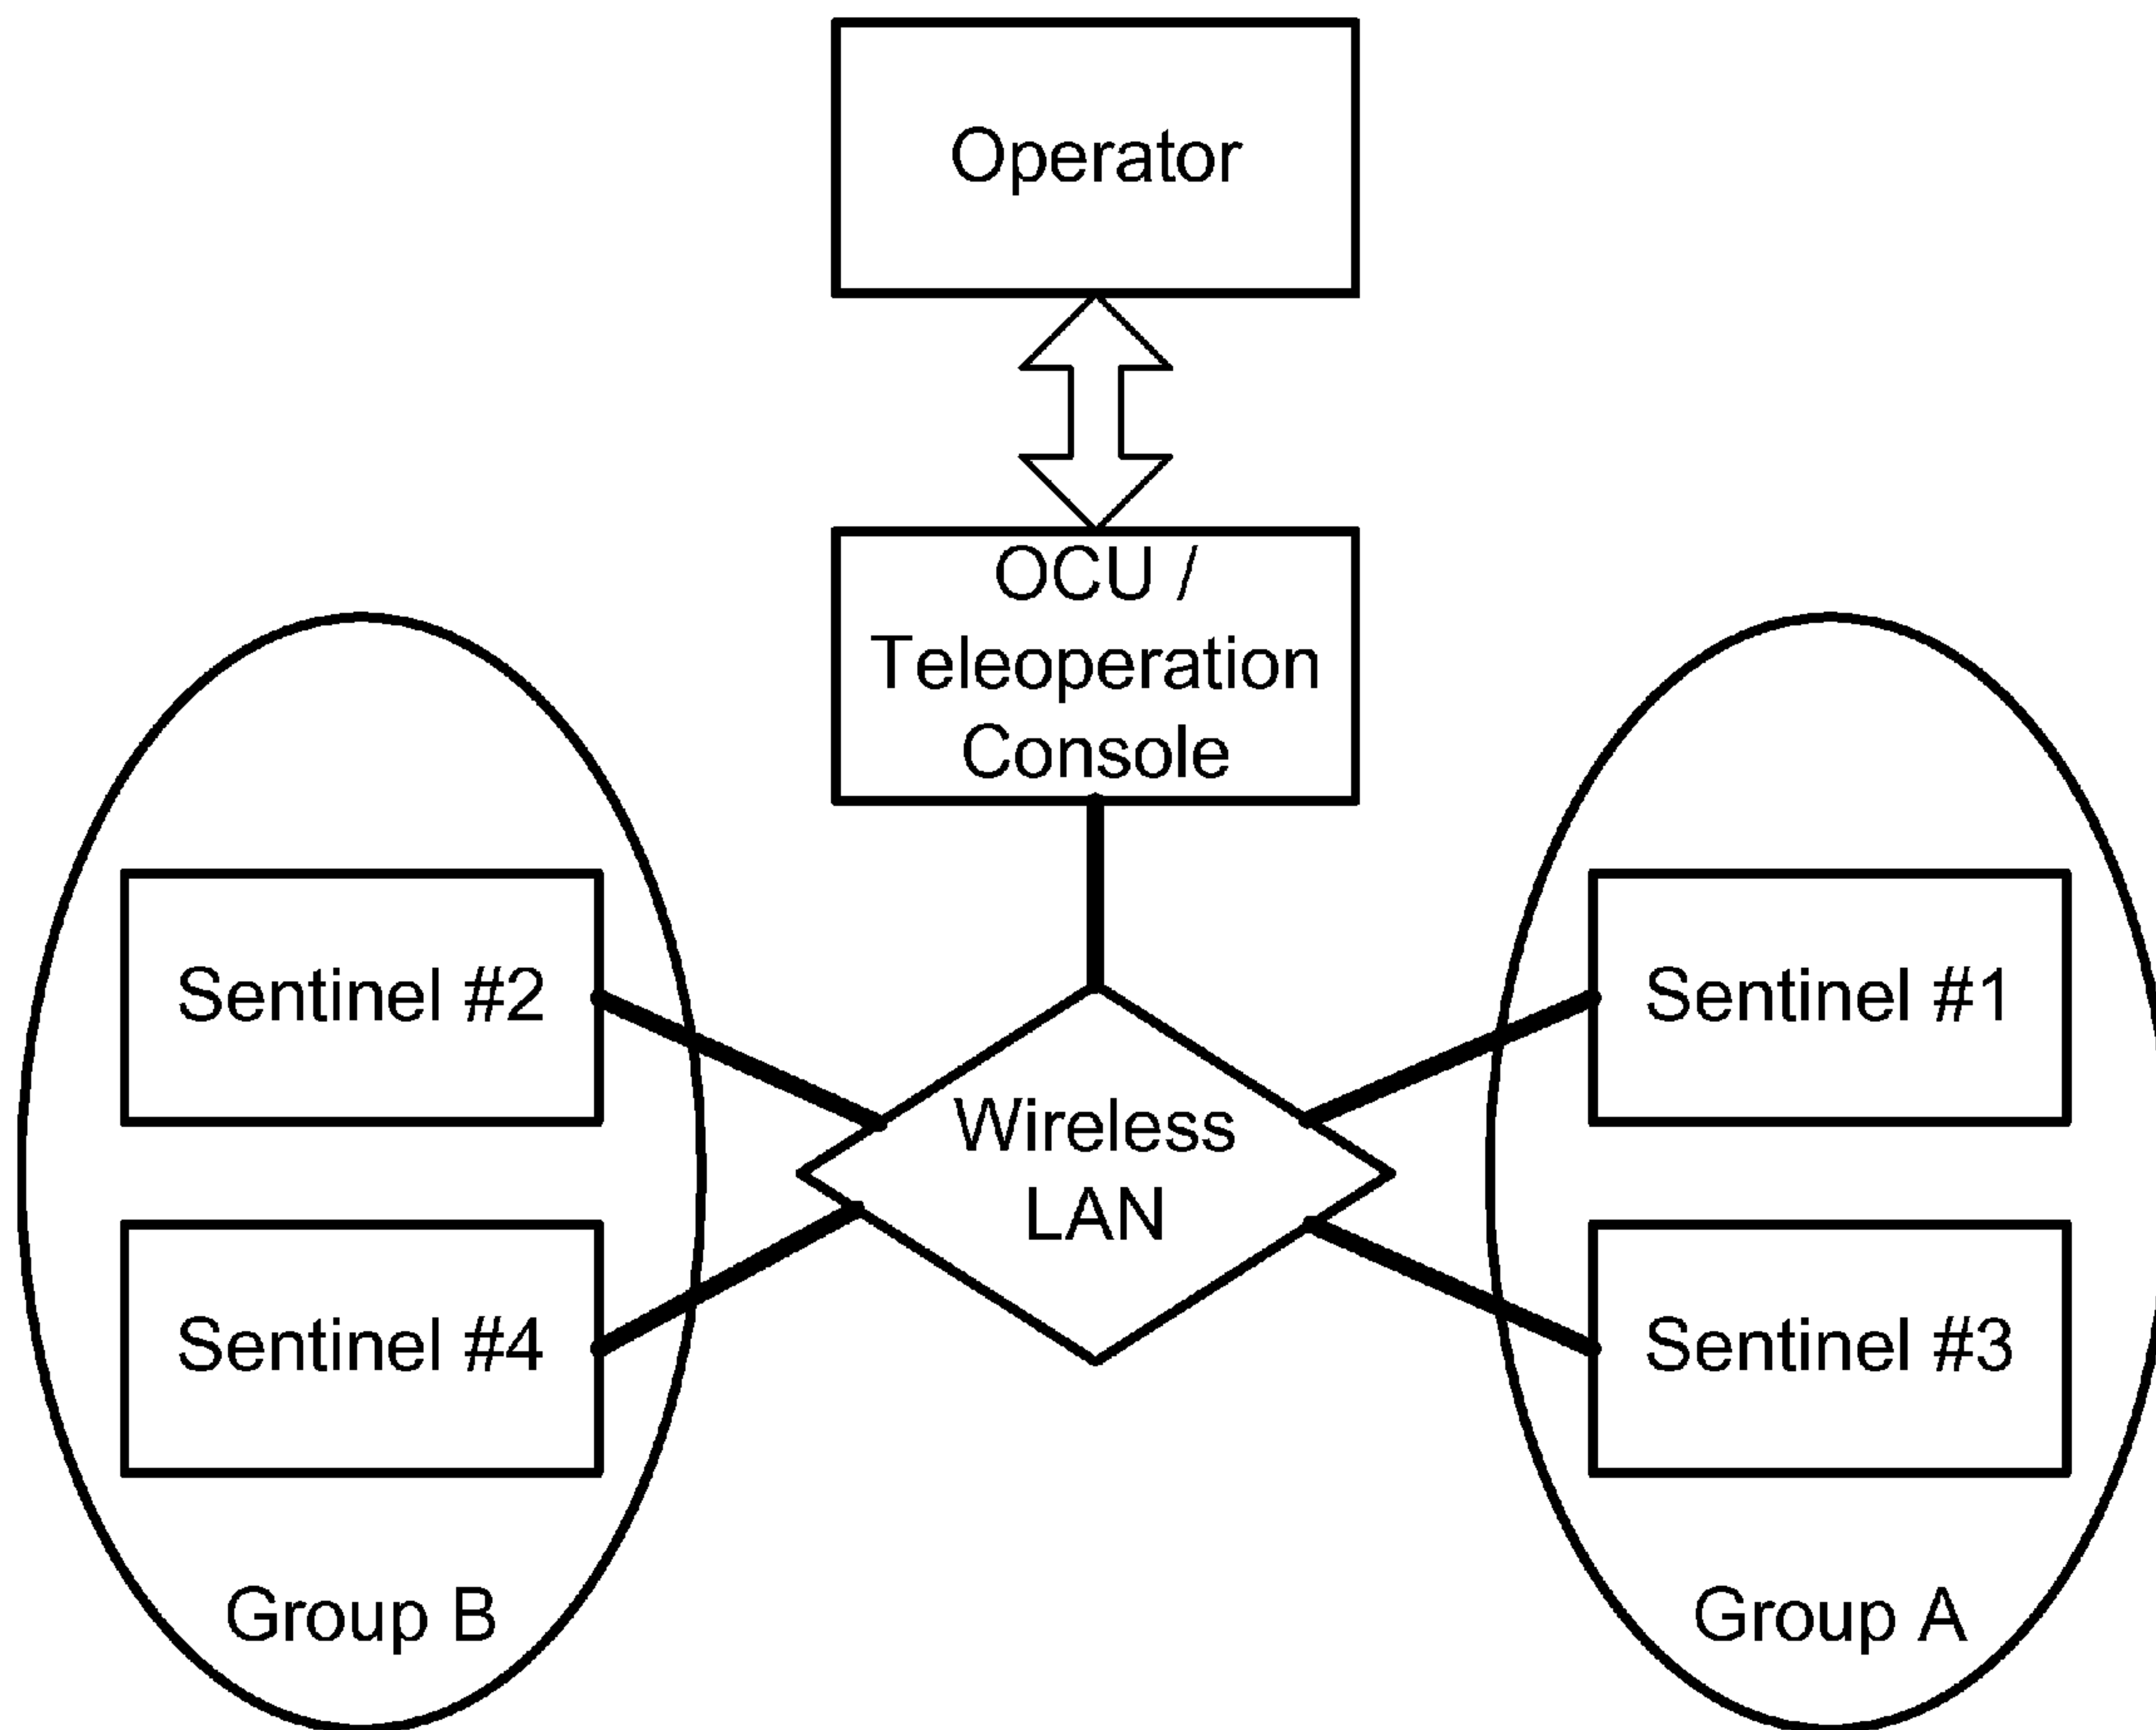 Operator
OCU /
Teleoperation
Console
Sentinel #2
Sentinel #1
Wireless
LAN
Sentinel #4
Sentinel #3
Group B
Group A